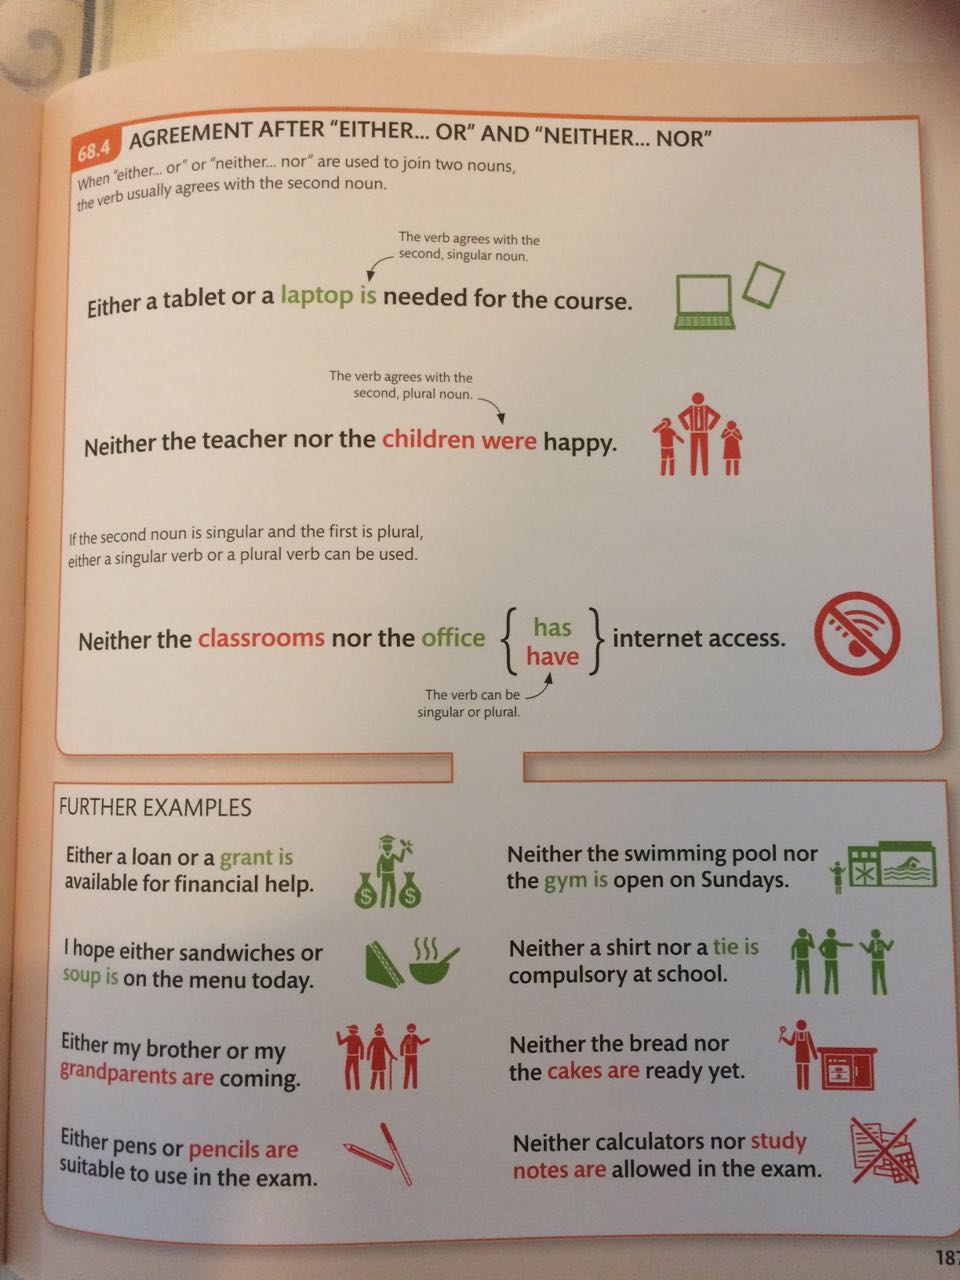 68.4 AGREEMENT AFTER "EITHER... OR" AND "NEITHER... NOR"
When "either... or" or "neither... nor" are used to join two nouns,
the verb usually agrees with the second noun.
The verb agrees with the
second, singular noun.
Either a tablet or a laptop is needed for the course.
The verb agrees with the
second, plural noun.
Neither the teacher nor the children were happy.
If the second noun is singular and the first is plural,
either a singular verb or a plural verb can be used.
Neither the classrooms nor the office { has / have } internet access.
The verb can be
singular or plural.
FURTHER EXAMPLES
Either a loan or a grant is
available for financial help.
$ $
I hope either sandwiches or
soup is on the menu today.
Either my brother or my
grandparents are coming.
Either pens or pencils are
suitable to use in the exam.
Neither the swimming pool nor
the gym is open on Sundays.
Neither a shirt nor a tie is
compulsory at school.
Neither the bread nor
the cakes are ready yet.
Neither calculators nor study
notes are allowed in the exam.
187